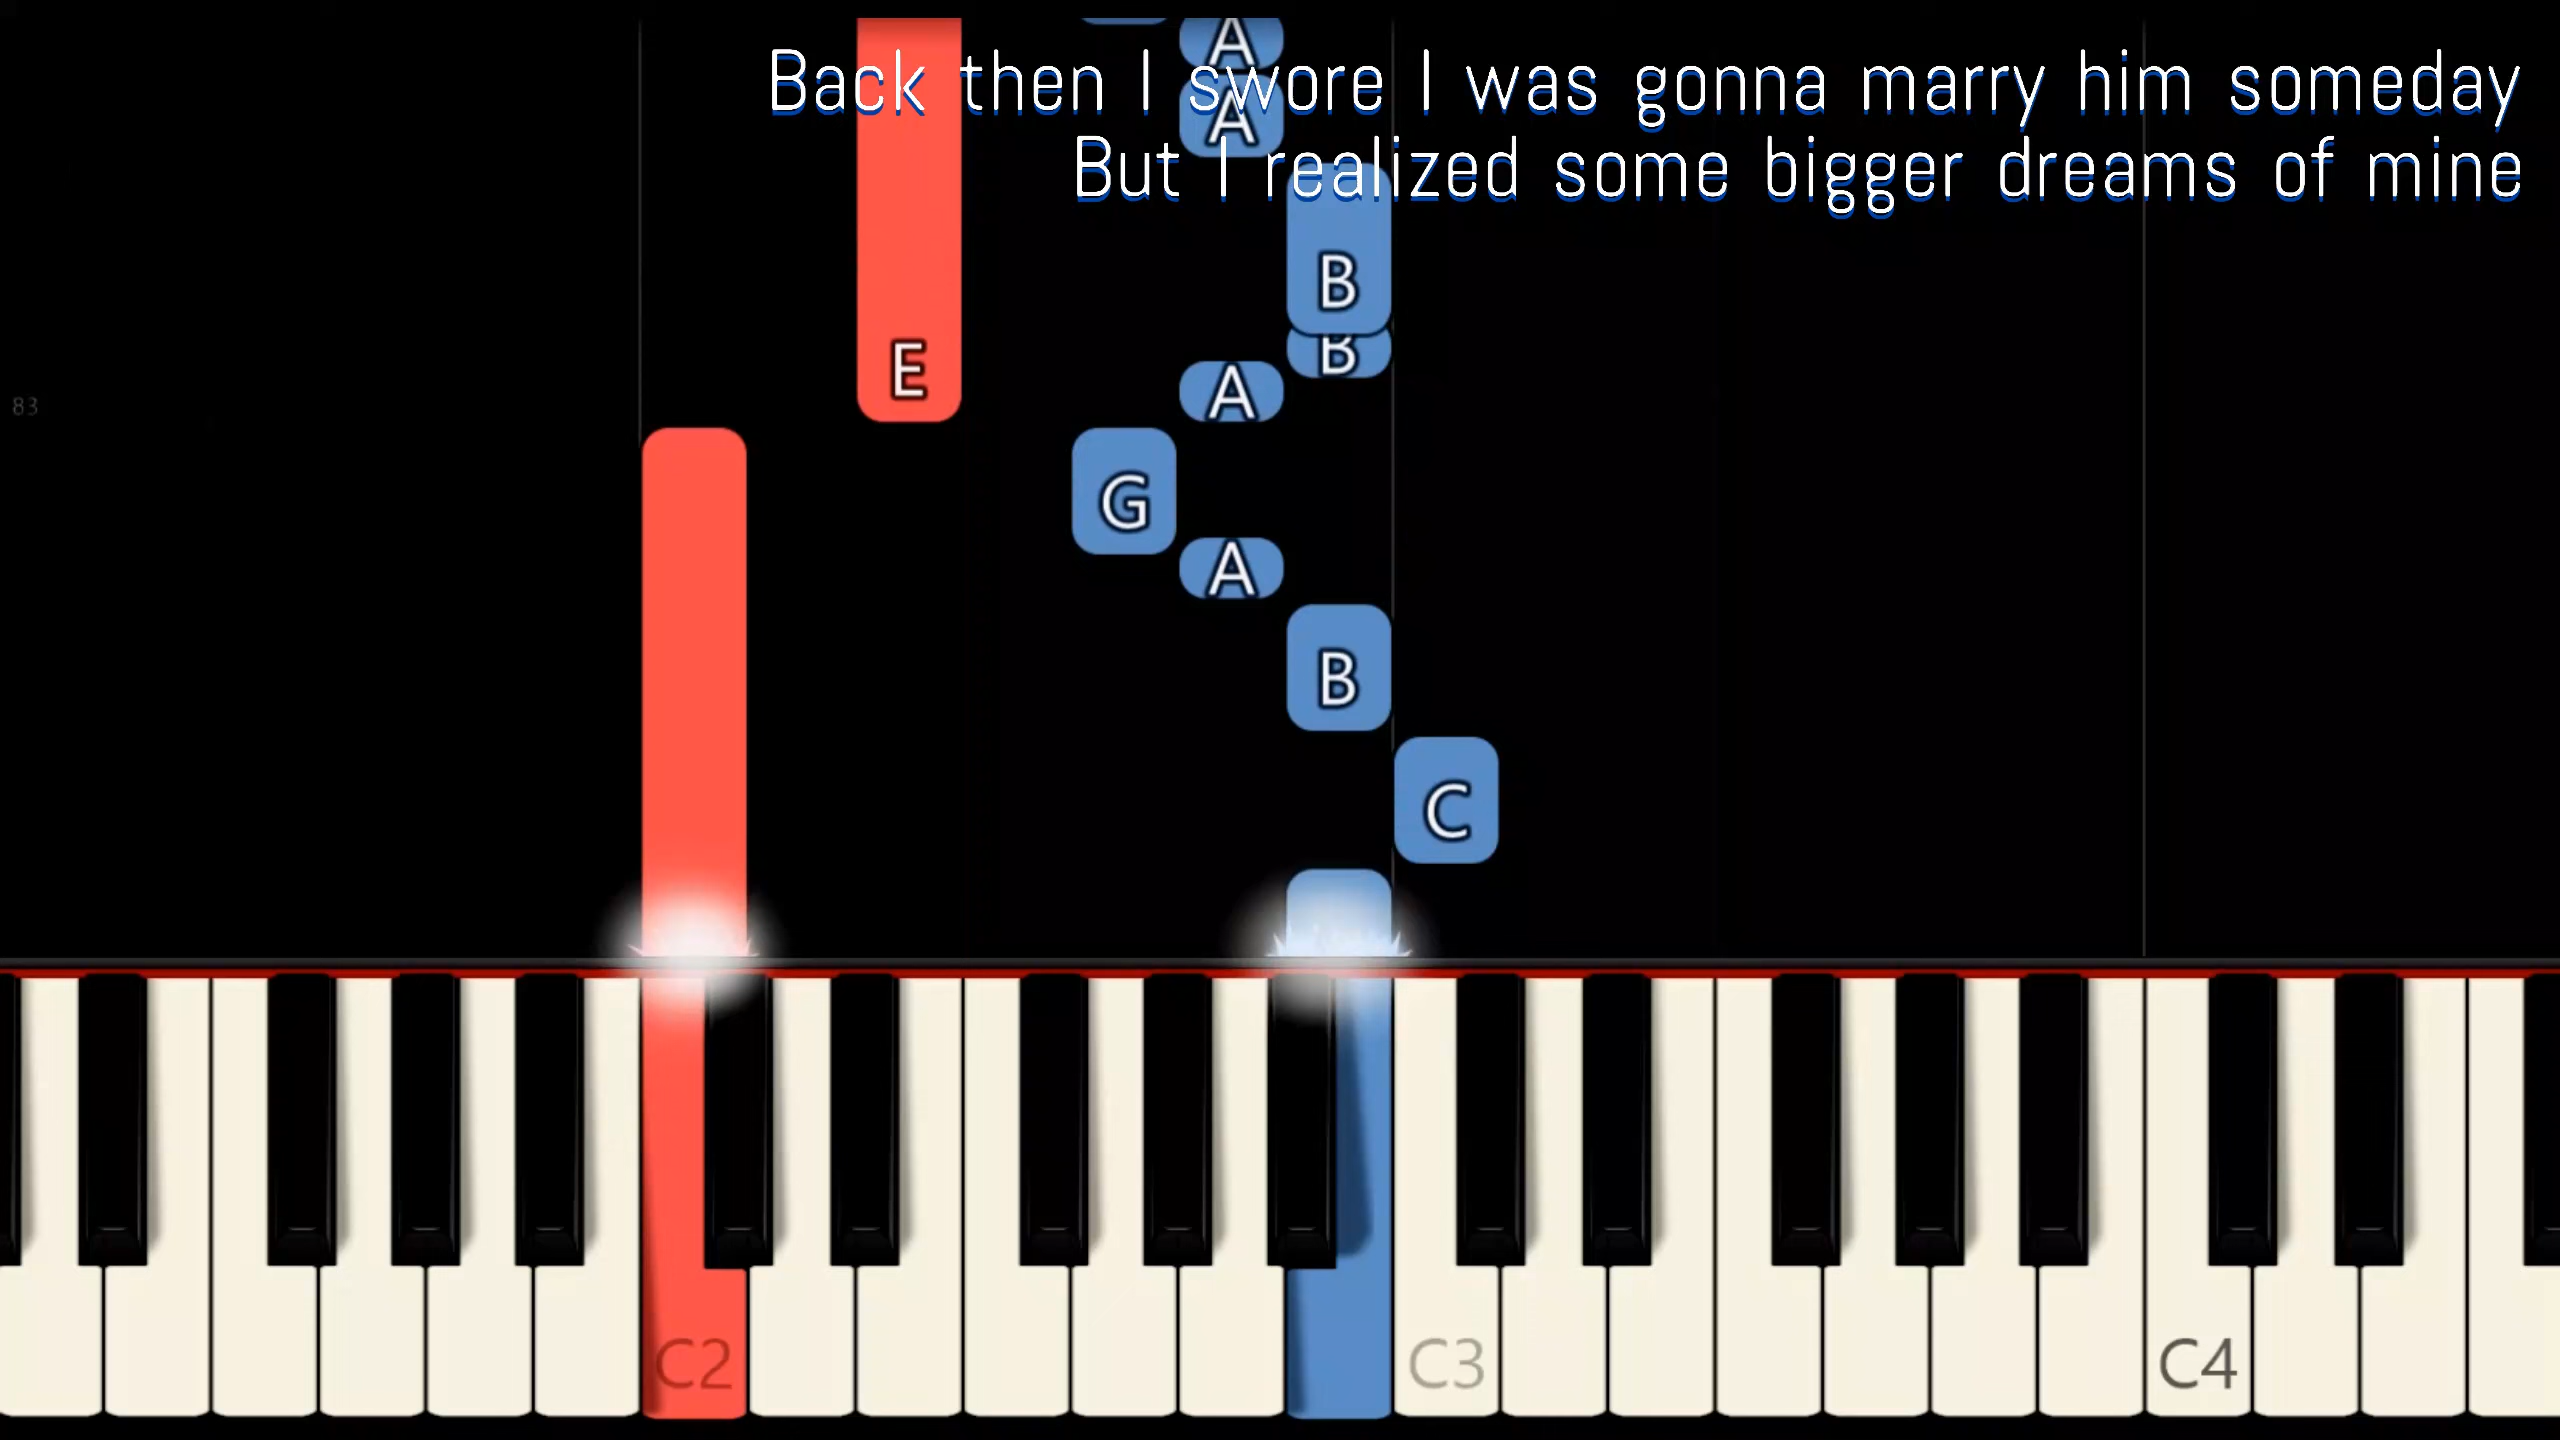 Back then I swore I was gonna marry him someday
But I realized some bigger dreams of mine
A
A
B
B
E
A
83
G
A
B
C
C2
C3
C4